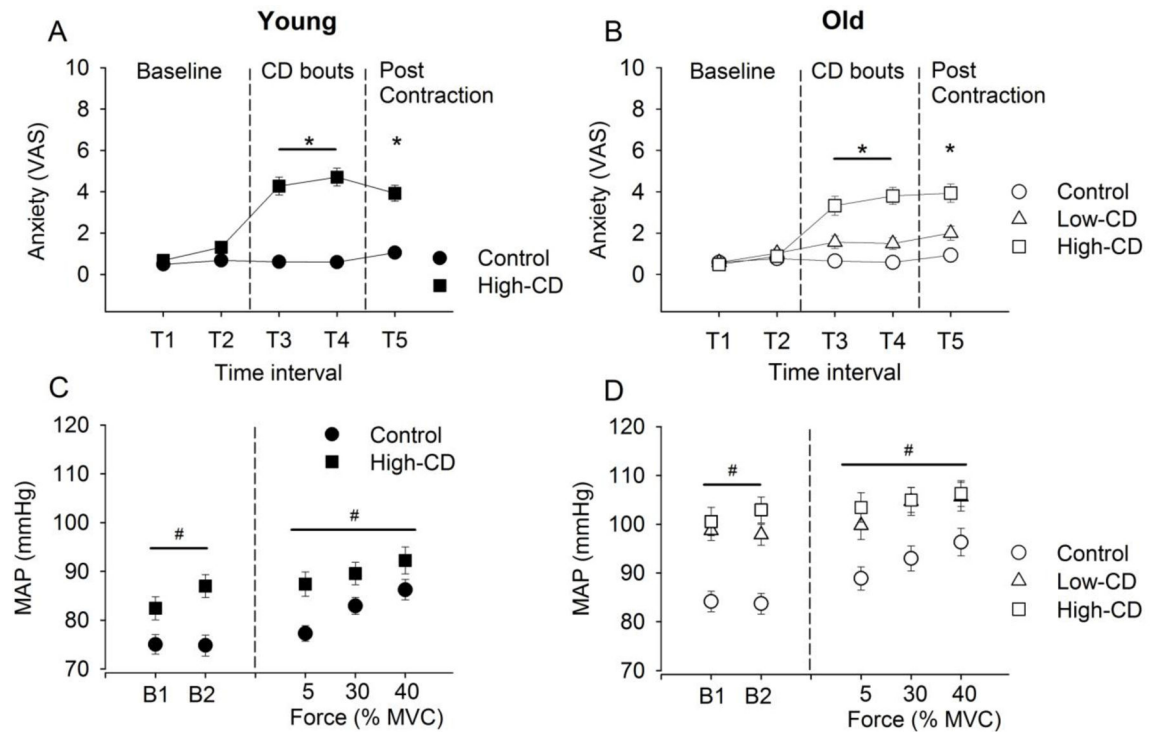 Young
A
Baseline
CD bouts
Post
Contraction
10
8
6
4
2
0
Anxiety (VAS)
*
*
T1 T2 T3 T4 T5
Time interval
Control
High-CD
Old
B
Baseline
CD bouts
Post
Contraction
10
8
6
4
2
0
Anxiety (VAS)
*
*
T1 T2 T3 T4 T5
Time interval
Control
Low-CD
High-CD
C
120
110
100
90
80
70
MAP (mmHg)
Control
High-CD
#
#
B1 B2 5 30 40
Force (% MVC)
D
120
110
100
90
80
70
MAP (mmHg)
#
#
B1 B2 5 30 40
Force (% MVC)
Control
Low-CD
High-CD